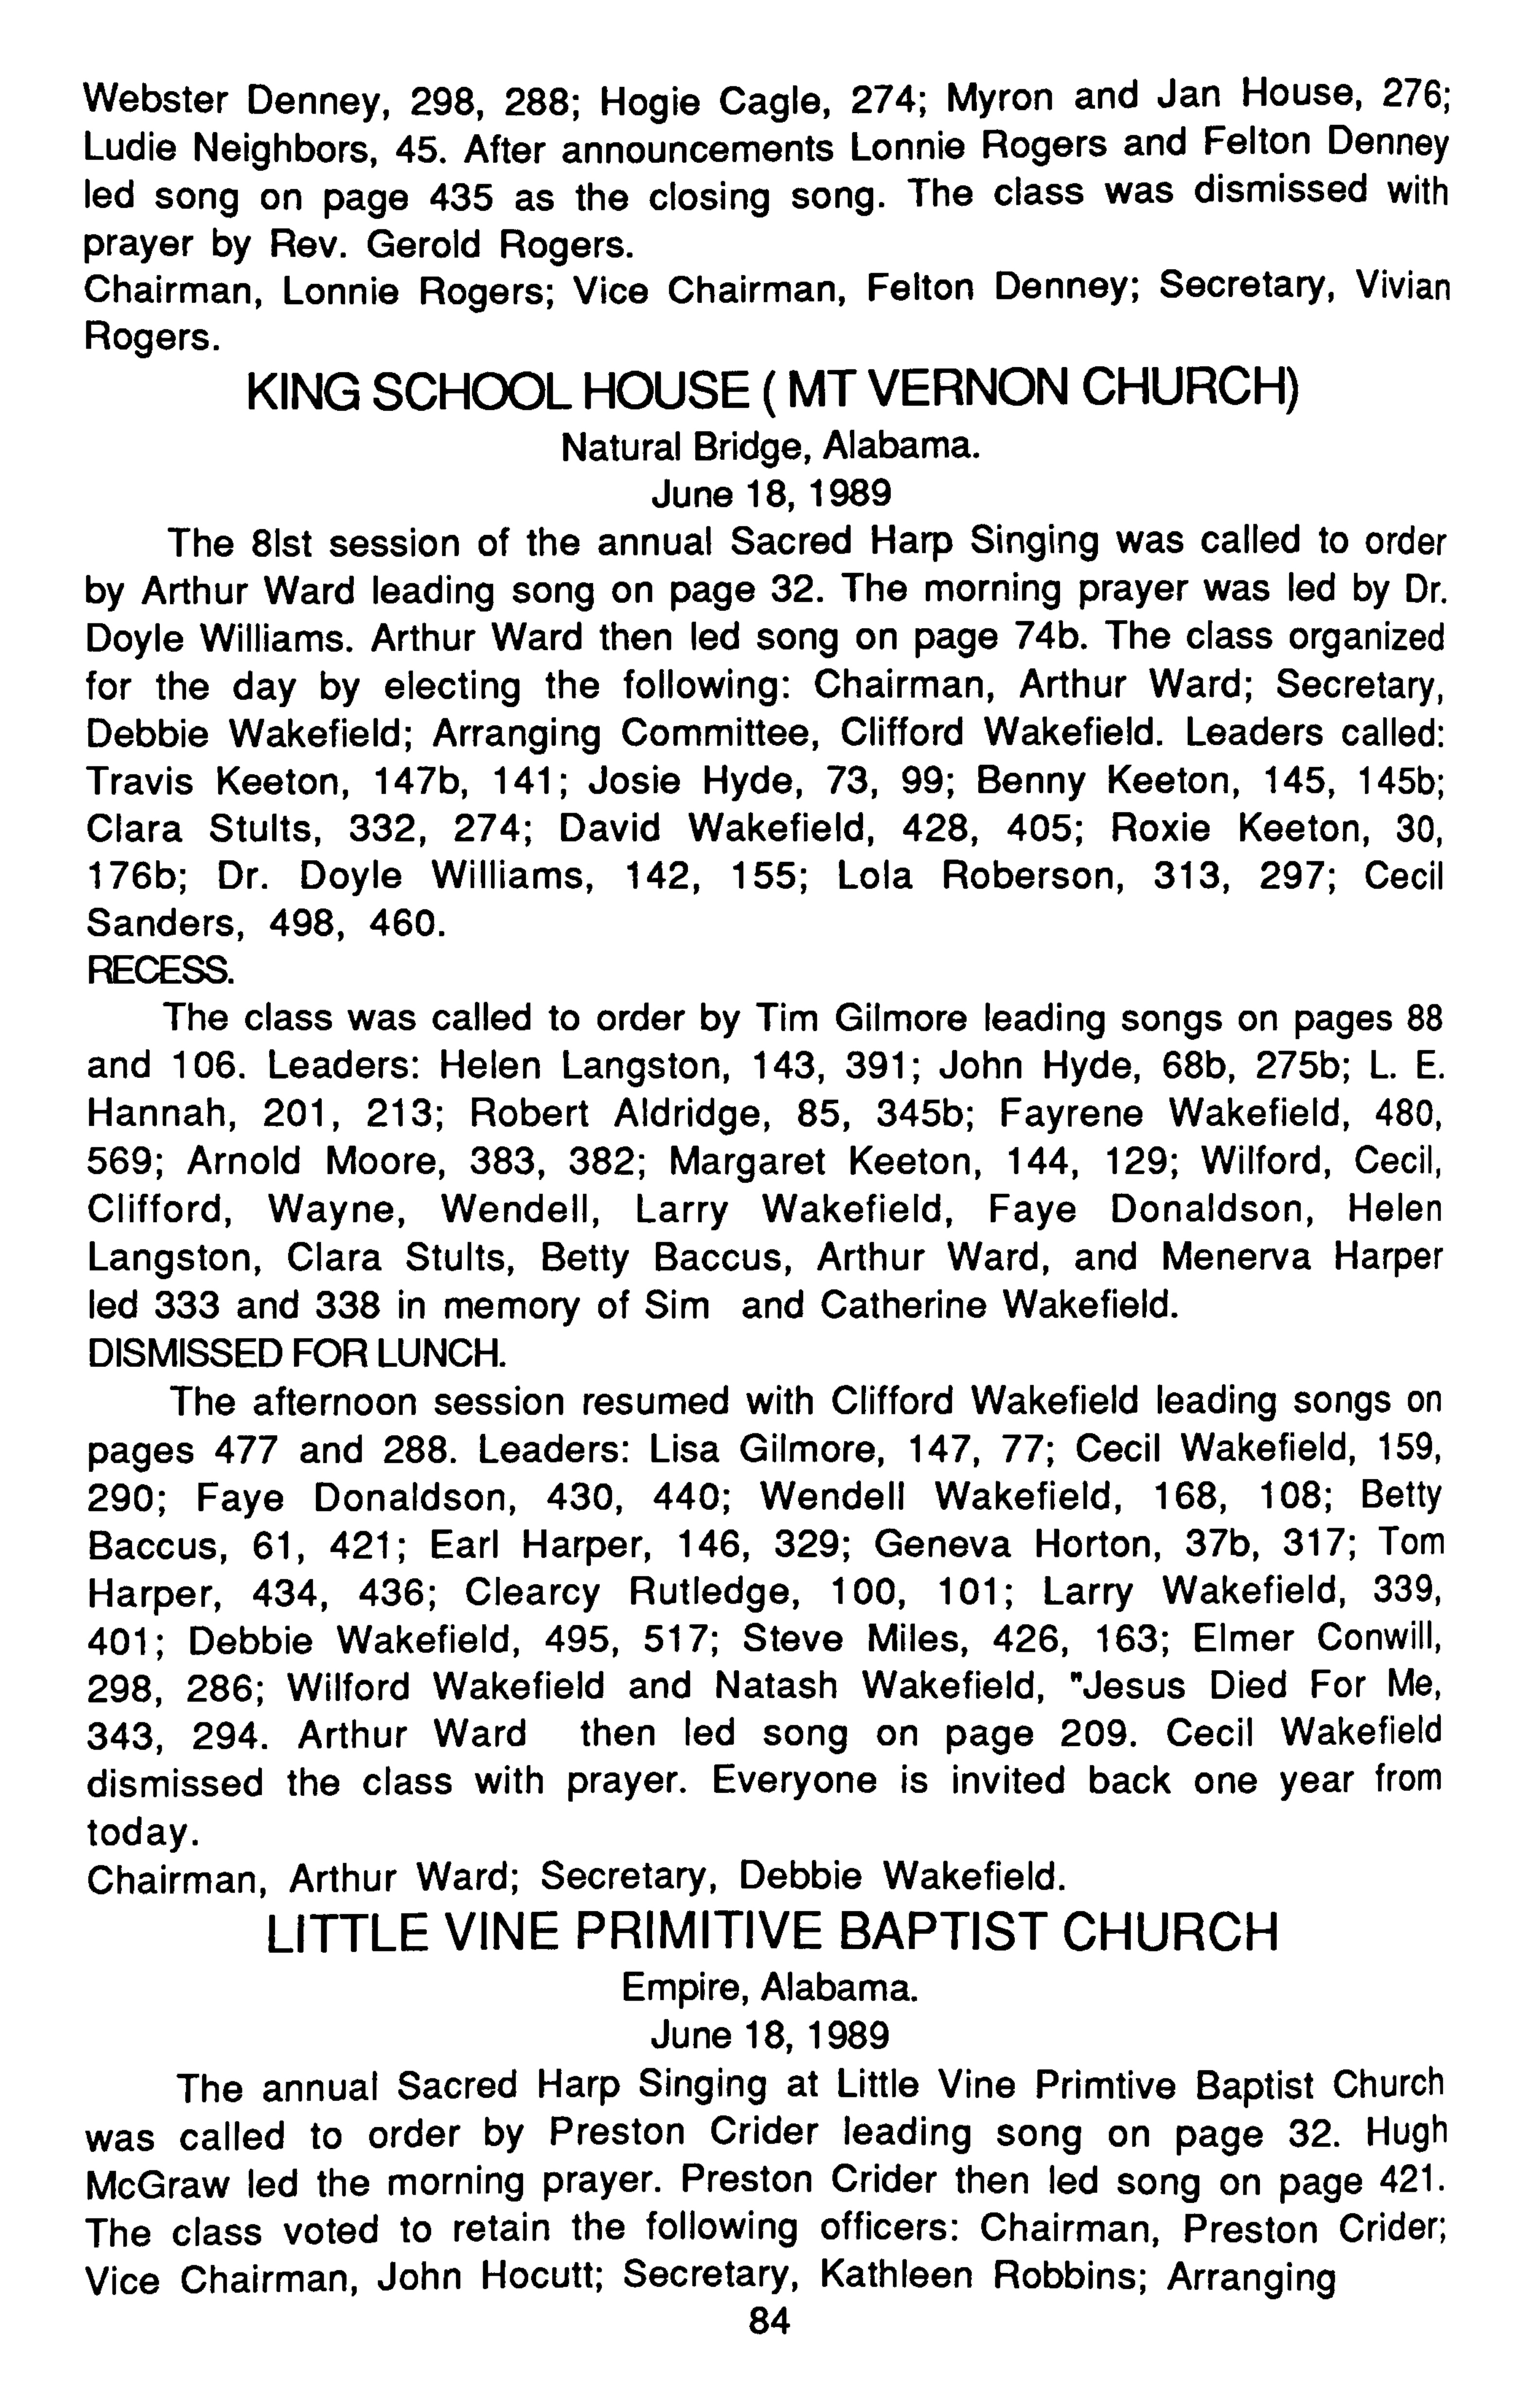 Webster Denney, 298, 288; Hogie Cagle, 274; Myron and Jan House, 276;
Ludie Neighbors, 45. After announcements Lonnie Rogers and Felton Denney
led song on page 435 as the closing song. The class was dismissed with
prayer by Rev. Gerold Rogers.
Chairman, Lonnie Rogers; Vice Chairman, Felton Denney; Secretary, Vivian
Rogers.
KING SCHOOL HOUSE ( MT VERNON CHURCH)
Natural Bridge, Alabama.
June 18, 1989
The 8lst session of the annual Sacred Harp Singing was called to order
by Arthur Ward leading song on page 32. The morning prayer was led by Dr.
Doyle Williams. Arthur Ward then led song on page 74b. The class organized
for the day by electing the following: Chairman, Arthur Ward; Secretary,
Debbie Wakefield; Arranging Committee, Clifford Wakefield. Leaders called:
Travis Keeton, 147b, 141; Josie Hyde, 73, 99; Benny Keeton, 145, 145b;
Clara Stults, 332, 274; David Wakefield, 428, 405; Roxie Keeton, 30,
176b; Dr. Doyle Williams, 142, 155; Lola Roberson, 313, 297; Cecil
Sanders, 498, 460.
RECESS.
The class was called to order by Tim Gilmore leading songs on pages 88
and 106. Leaders: Helen Langston, 143, 391; John Hyde, 68b, 275b; L. E.
Hannah, 201, 213; Robert Aldridge, 85, 345b; Fayrene Wakefield, 480,
569; Arnold Moore, 383, 382; Margaret Keeton, 144, 129; Wilford, Cecil,
Clifford, Wayne, Wendell, Larry Wakefield, Faye Donaldson, Helen
Langston, Clara Stults, Betty Baccus, Arthur Ward, and Menerva Harper
led 333 and 338 in memory of Sim and Catherine Wakefield.
DISMISSED FOR LUNCH.
The afternoon session resumed with Clifford Wakefield leading songs on
pages 477 and 288. Leaders: Lisa Gilmore, 147, 77; Cecil Wakefield, 159,
290; Faye Donaldson, 430, 440; Wendell Wakefield, 168, 108; Betty
Baccus, 61, 421; Earl Harper, 146, 329; Geneva Horton, 37b, 317; Tom
Harper, 434, 436; Clearcy Rutledge, 100, 101; Larry Wakefield, 339,
401; Debbie Wakefield, 495, 517; Steve Miles, 426, 163; Elmer Conwill,
298, 286; Wilford Wakefield and Natash Wakefield, "Jesus Died For Me,
343, 294. Arthur Ward then led song on page 209. Cecil Wakefield
dismissed the class with prayer. Everyone is invited back one year from
today.
Chairman, Arthur Ward; Secretary, Debbie Wakefield.
LITTLE VINE PRIMITIVE BAPTIST CHURCH
Empire, Alabama.
June 18, 1989
The annual Sacred Harp Singing at Little Vine Primtive Baptist Church
was called to order by Preston Crider leading song on page 32. Hugh
McGraw led the morning prayer. Preston Crider then led song on page 421.
The class voted to retain the following officers: Chairman, Preston Crider;
Vice Chairman, John Hocutt; Secretary, Kathleen Robbins; Arranging
84